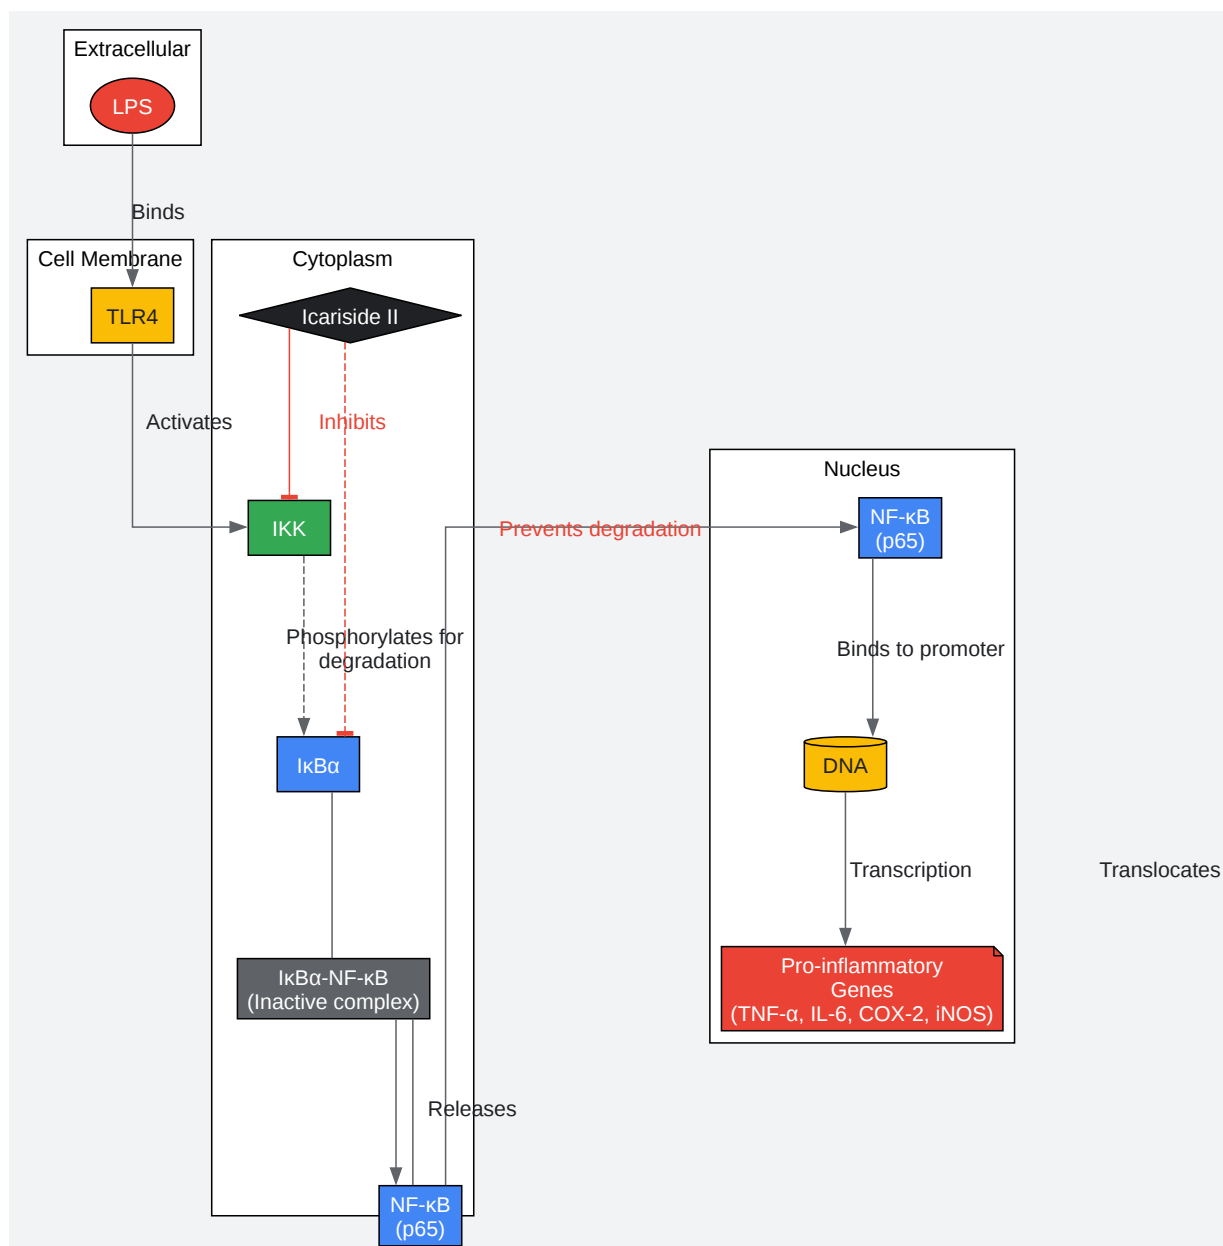 Extracellular
LPS
Binds
Cell Membrane
TLR4
Cytoplasm
Icariside II
Activates
Inhibits
IKK
Prevents degradation
Phosphorylates for
degradation
IκBα
IκBα-NF-κB
(Inactive complex)
Releases
NF-κB
(p65)
Nucleus
NF-κB
(p65)
Binds to promoter
DNA
Transcription
Translocates
Pro-inflammatory
Genes
(TNF-α, IL-6, COX-2, iNOS)